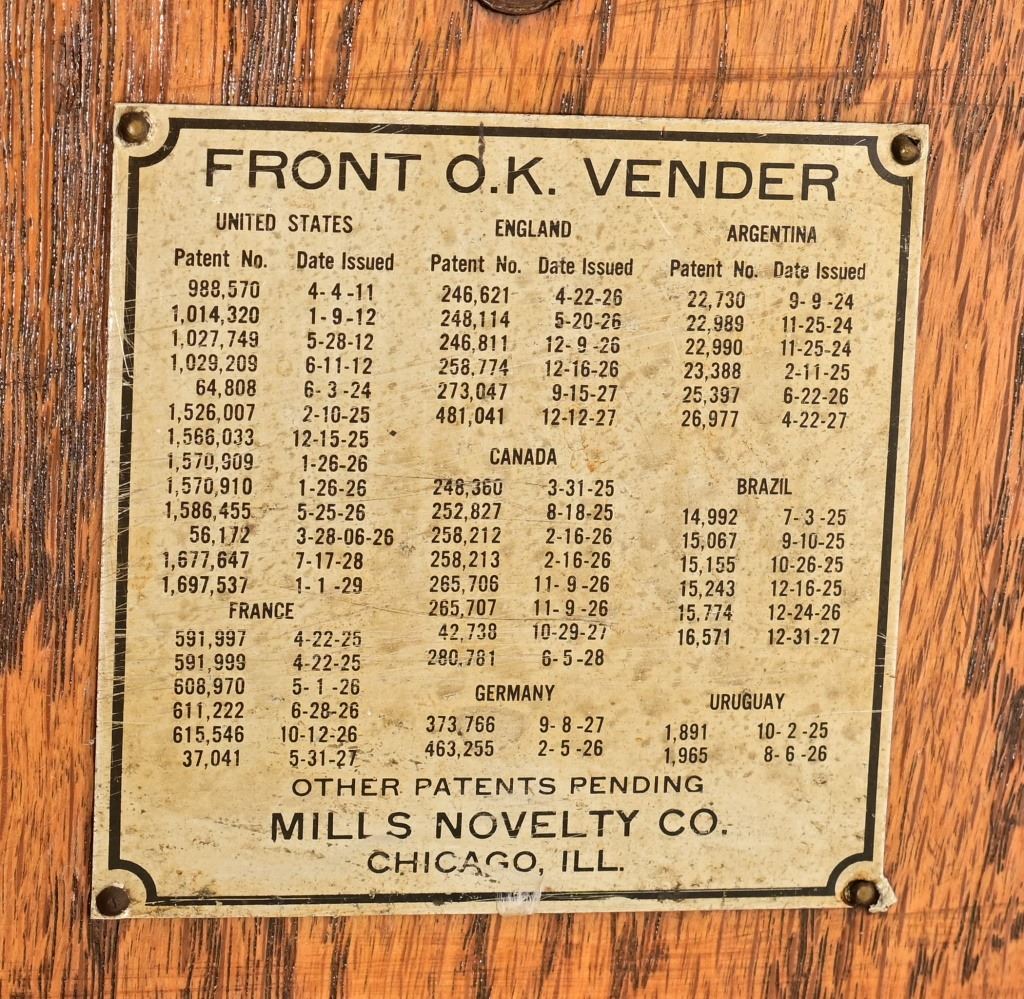 FRONT O.K. VENDER
UNITED STATES
Patent No. Date Issued
988,570 4- 4 -11
1,014,320 1- 9 -12
1,027,749 5-28-12
1,029,209 6-11-12
64,808 6- 3 -24
1,526,007 2-10-25
1,566,033 12-15-25
1,570,909 1-26-26
1,570,910 1-26-26
1,586,455 5-25-26
56,172 3-28-06-26
1,677,647 7-17-28
1,697,537 1- 1 -29
FRANCE
591,997 4-22-25
591,999 4-22-25
608,970 5- 1 -26
611,222 6-28-26
615,546 10-12-26
37,041 5-31-27
ENGLAND
Patent No. Date Issued
246,621 4-22-26
248,114 5-20-26
246,811 12- 9 -26
258,774 12-16-26
273,047 9-15-27
481,041 12-12-27
CANADA
248,360 3-31-25
252,827 8-18-25
258,212 2-16-26
258,213 2-16-26
265,706 11- 9 -26
265,707 11- 9 -26
42,738 10-29-27
280,781 6- 5 -28
GERMANY
373,766 9- 8 -27
463,255 2- 5 -26
ARGENTINA
Patent No. Date Issued
22,730 9- 9 -24
22,989 11-25-24
22,990 11-25-24
23,388 2-11-25
25,397 6-22-26
26,977 4-22-27
BRAZIL
14,992 7- 3 -25
15,067 9-10-25
15,155 10-26-25
15,243 12-16-25
15,774 12-24-26
16,571 12-31-27
URUGUAY
1,891 10- 2 -25
1,965 8- 6 -26
OTHER PATENTS PENDING
MILLS NOVELTY CO.
CHICAGO, ILL.